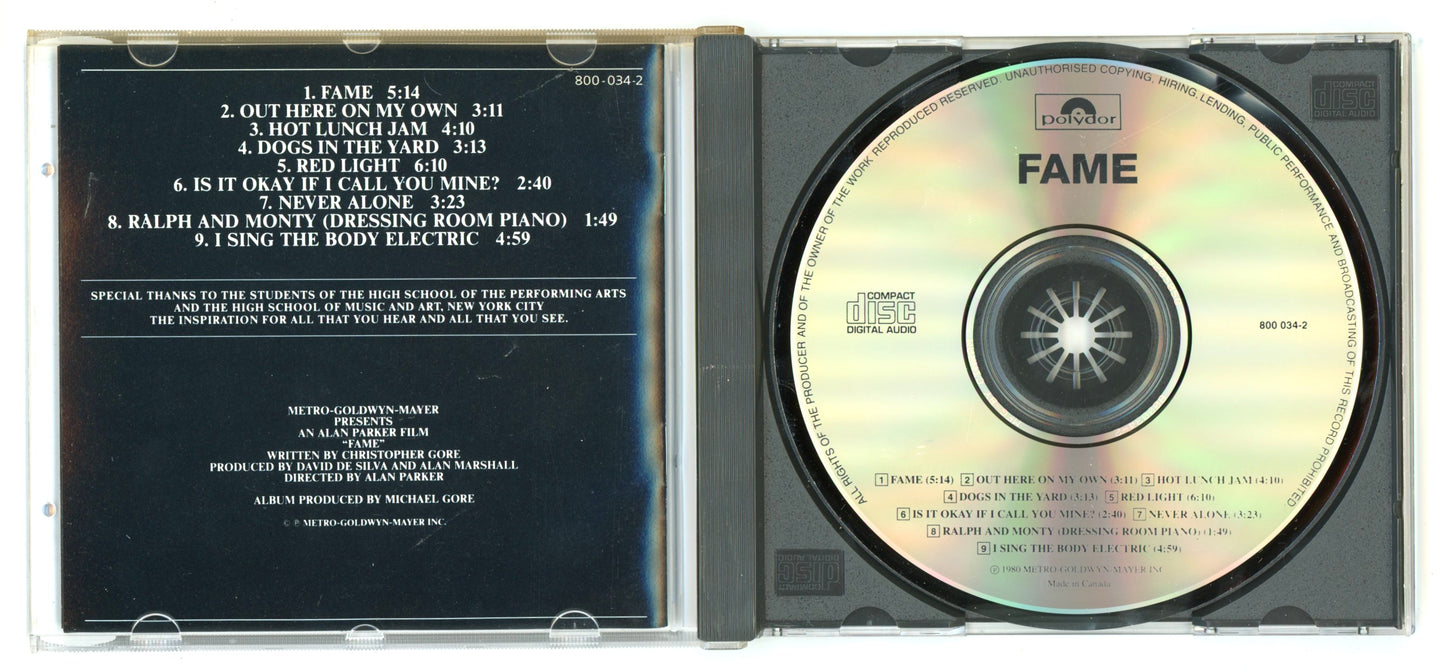 800-034-2
1. FAME 5:14
2. OUT HERE ON MY OWN 3:11
3. HOT LUNCH JAM 4:10
4. DOGS IN THE YARD 3:13
5. RED LIGHT 6:10
6. IS IT OKAY IF I CALL YOU MINE? 2:40
7. NEVER ALONE 3:23
8. RALPH AND MONTY (DRESSING ROOM PIANO) 1:49
9. I SING THE BODY ELECTRIC 4:59
SPECIAL THANKS TO THE STUDENTS OF THE HIGH SCHOOL OF THE PERFORMING ARTS
AND THE HIGH SCHOOL OF MUSIC AND ART, NEW YORK CITY
THE INSPIRATION FOR ALL THAT YOU HEAR AND ALL THAT YOU SEE.
METRO-GOLDWYN-MAYER
PRESENTS
AN ALAN PARKER FILM
"FAME"
WRITTEN BY CHRISTOPHER GORE
PRODUCED BY DAVID DE SILVA AND ALAN MARSHALL
DIRECTED BY ALAN PARKER
ALBUM PRODUCED BY MICHAEL GORE
© ℗ METRO-GOLDWYN-MAYER INC.
ALL RIGHTS OF THE PRODUCER AND OF THE OWNER OF THE WORK REPRODUCED RESERVED. UNAUTHORISED COPYING, HIRING, LENDING, PUBLIC PERFORMANCE AND BROADCASTING OF THIS RECORD PROHIBITED
polydor
FAME
COMPACT
disc
DIGITAL AUDIO
800 034-2
1 FAME (5:14) 2 OUT HERE ON MY OWN (3:11) 3 HOT LUNCH JAM (4:10)
4 DOGS IN THE YARD (3:13) 5 RED LIGHT (6:10)
6 IS IT OKAY IF I CALL YOU MINE? (2:40) 7 NEVER ALONE (3:23)
8 RALPH AND MONTY (DRESSING ROOM PIANO) (1:49)
9 I SING THE BODY ELECTRIC (4:59)
℗ 1980 METRO-GOLDWYN-MAYER INC
Made in Canada
COMPACT
disc
DIGITAL AUDIO
COMPACT
disc
DIGITAL AUDIO